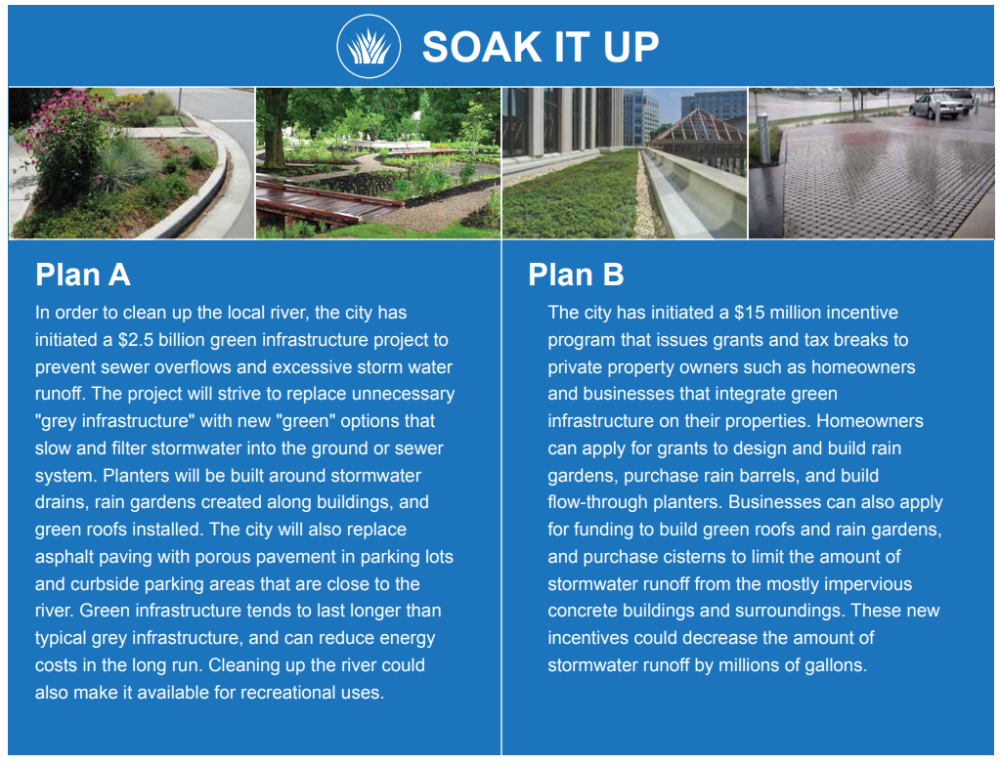 SOAK IT UP
Plan A
In order to clean up the local river, the city has
initiated a $2.5 billion green infrastructure project to
prevent sewer overflows and excessive storm water
runoff. The project will strive to replace unnecessary
"grey infrastructure" with new "green" options that
slow and filter stormwater into the ground or sewer
system. Planters will be built around stormwater
drains, rain gardens created along buildings, and
green roofs installed. The city will also replace
asphalt paving with porous pavement in parking lots
and curbside parking areas that are close to the
river. Green infrastructure tends to last longer than
typical grey infrastructure, and can reduce energy
costs in the long run. Cleaning up the river could
also make it available for recreational uses.
Plan B
The city has initiated a $15 million incentive
program that issues grants and tax breaks to
private property owners such as homeowners
and businesses that integrate green
infrastructure on their properties. Homeowners
can apply for grants to design and build rain
gardens, purchase rain barrels, and build
flow-through planters. Businesses can also apply
for funding to build green roofs and rain gardens,
and purchase cisterns to limit the amount of
stormwater runoff from the mostly impervious
concrete buildings and surroundings. These new
incentives could decrease the amount of
stormwater runoff by millions of gallons.